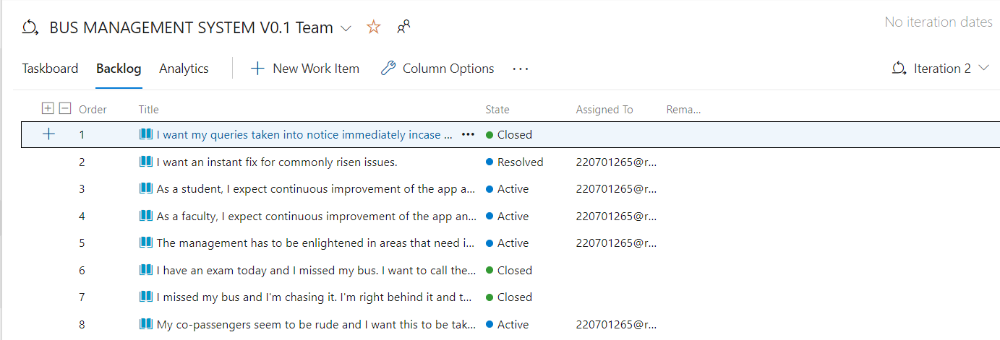 BUS MANAGEMENT SYSTEM V0.1 Team
No iteration dates
Taskboard Backlog Analytics New Work Item Column Options ··· Iteration 2
Order Title State Assigned To Rema...
1 I want my queries taken into notice immediately incase ... ••• Closed
2 I want an instant fix for commonly risen issues. Resolved 220701265@r...
3 As a student, I expect continuous improvement of the app a... Active 220701265@r...
4 As a faculty, I expect continuous improvement of the app an... Active 220701265@r...
5 The management has to be enlightened in areas that need i... Active 220701265@r...
6 I have an exam today and I missed my bus. I want to call the... Closed
7 I missed my bus and I'm chasing it. I'm right behind it and t... Closed
8 My co-passengers seem to be rude and I want this to be tak... Active 220701265@r...